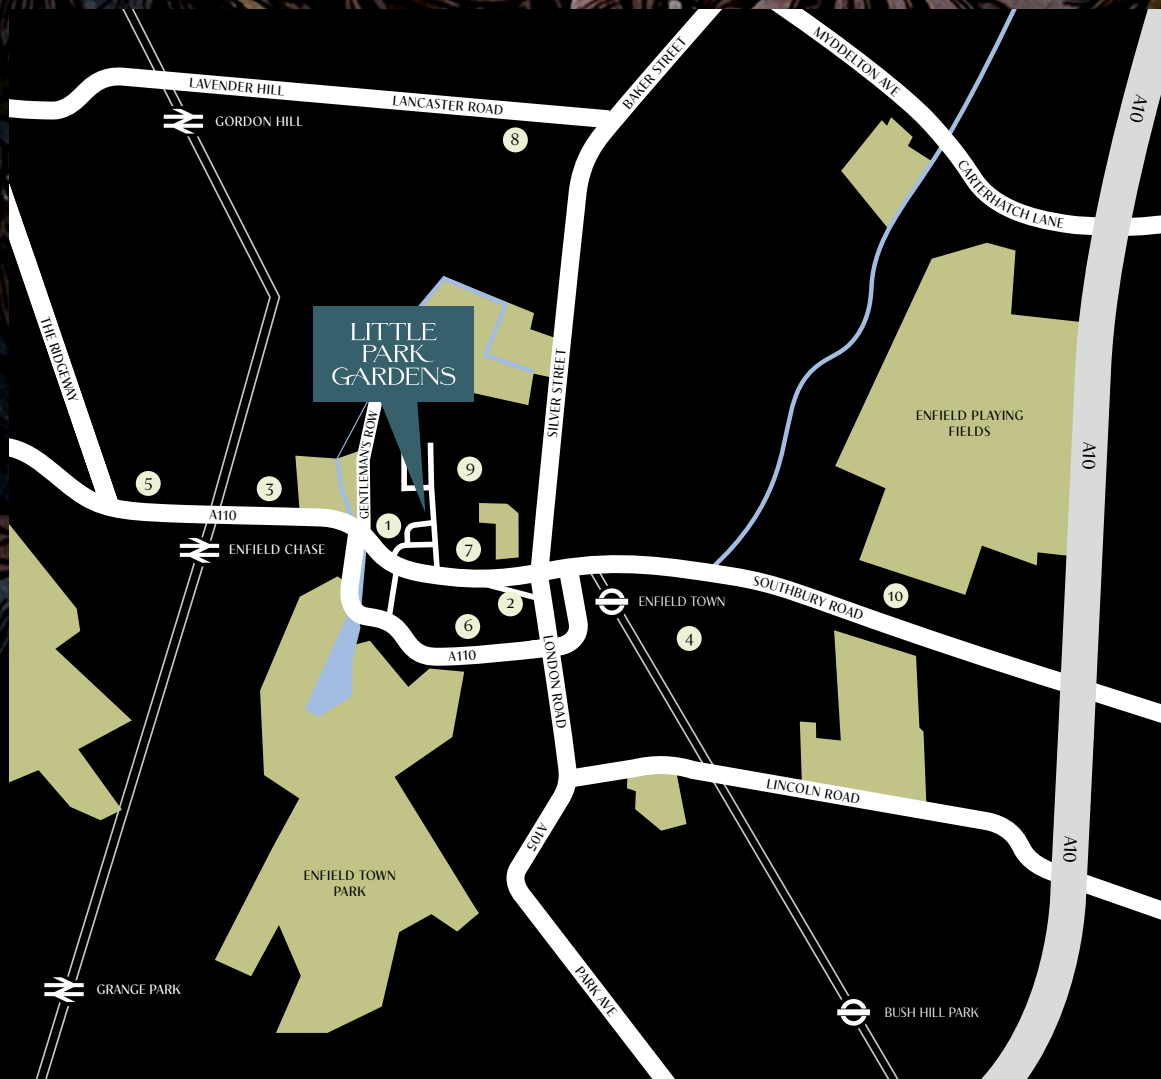 MYDDELTON AVE
BAKER STREET
LAVENDER HILL
LANCASTER ROAD
A10
GORDON HILL
8
CARTERHATCH LANE
THE RIDGEWAY
LITTLE
PARK
GARDENS
SILVER STREET
ENFIELD PLAYING
FIELDS
GENTLEMAN'S ROW
A10
9
5
3
A110
1
ENFIELD CHASE
7
SOUTHBURY ROAD
10
2
ENFIELD TOWN
6
4
A110
LONDON ROAD
LINCOLN ROAD
A105
A10
ENFIELD TOWN
PARK
PARK AVE
GRANGE PARK
BUSH HILL PARK